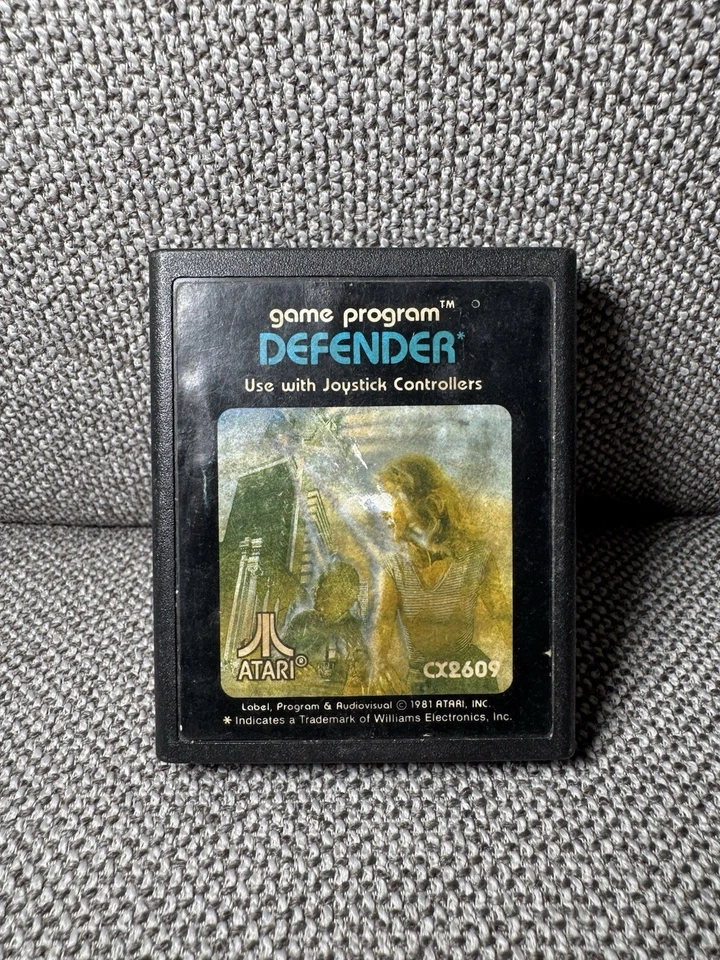 game program™
DEFENDER*
Use with Joystick Controllers
ATARI®
CX2609
Label, Program & Audiovisual © 1981 ATARI, INC.
* Indicates a Trademark of Williams Electronics, Inc.